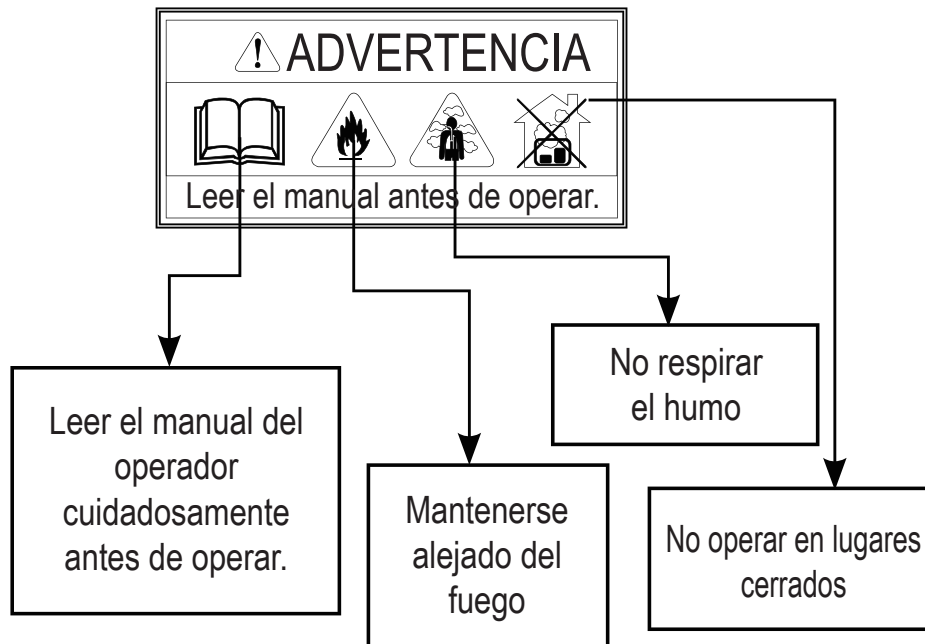 ADVERTENCIA
Leer el manual antes de operar.
No respirar
el humo
Leer el manual del
operador
cuidadosamente
antes de operar.
Mantenerse
alejado del
fuego
No operar en lugares
cerrados